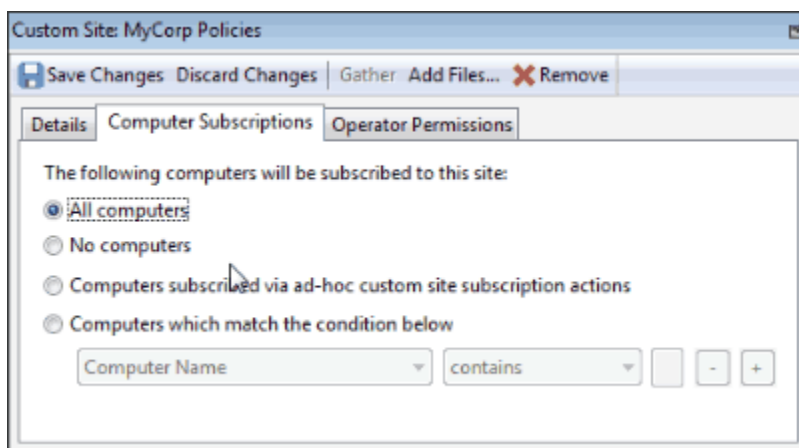 Custom Site: MyCorp Policies
Save Changes Discard Changes Gather Add Files... Remove
Details Computer Subscriptions Operator Permissions
The following computers will be subscribed to this site:
All computers
No computers
Computers subscribed via ad-hoc custom site subscription actions
Computers which match the condition below
Computer Name contains - +